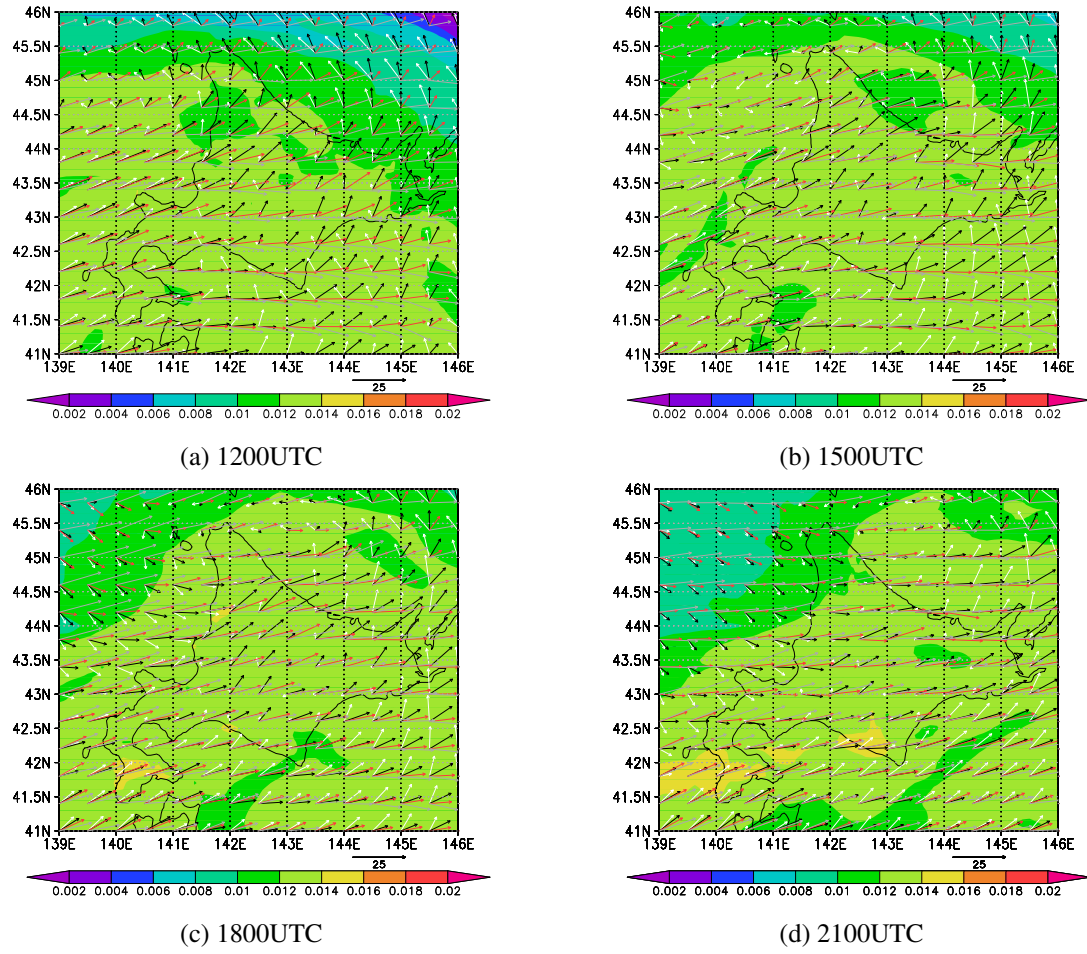 46N
45.5N
45N
44.5N
44N
43.5N
43N
42.5N
42N
41.5N
41N
139E 140E 141E 142E 143E 144E 145E 146E
25
0.002 0.004 0.006 0.008 0.01 0.012 0.014 0.016 0.018 0.02
(a) 1200UTC
46N
45.5N
45N
44.5N
44N
43.5N
43N
42.5N
42N
41.5N
41N
139E 140E 141E 142E 143E 144E 145E 146E
25
0.002 0.004 0.006 0.008 0.01 0.012 0.014 0.016 0.018 0.02
(b) 1500UTC
46N
45.5N
45N
44.5N
44N
43.5N
43N
42.5N
42N
41.5N
41N
139E 140E 141E 142E 143E 144E 145E 146E
25
0.002 0.004 0.006 0.008 0.01 0.012 0.014 0.016 0.018 0.02
(c) 1800UTC
46N
45.5N
45N
44.5N
44N
43.5N
43N
42.5N
42N
41.5N
41N
139E 140E 141E 142E 143E 144E 145E 146E
25
0.002 0.004 0.006 0.008 0.01 0.012 0.014 0.016 0.018 0.02
(d) 2100UTC